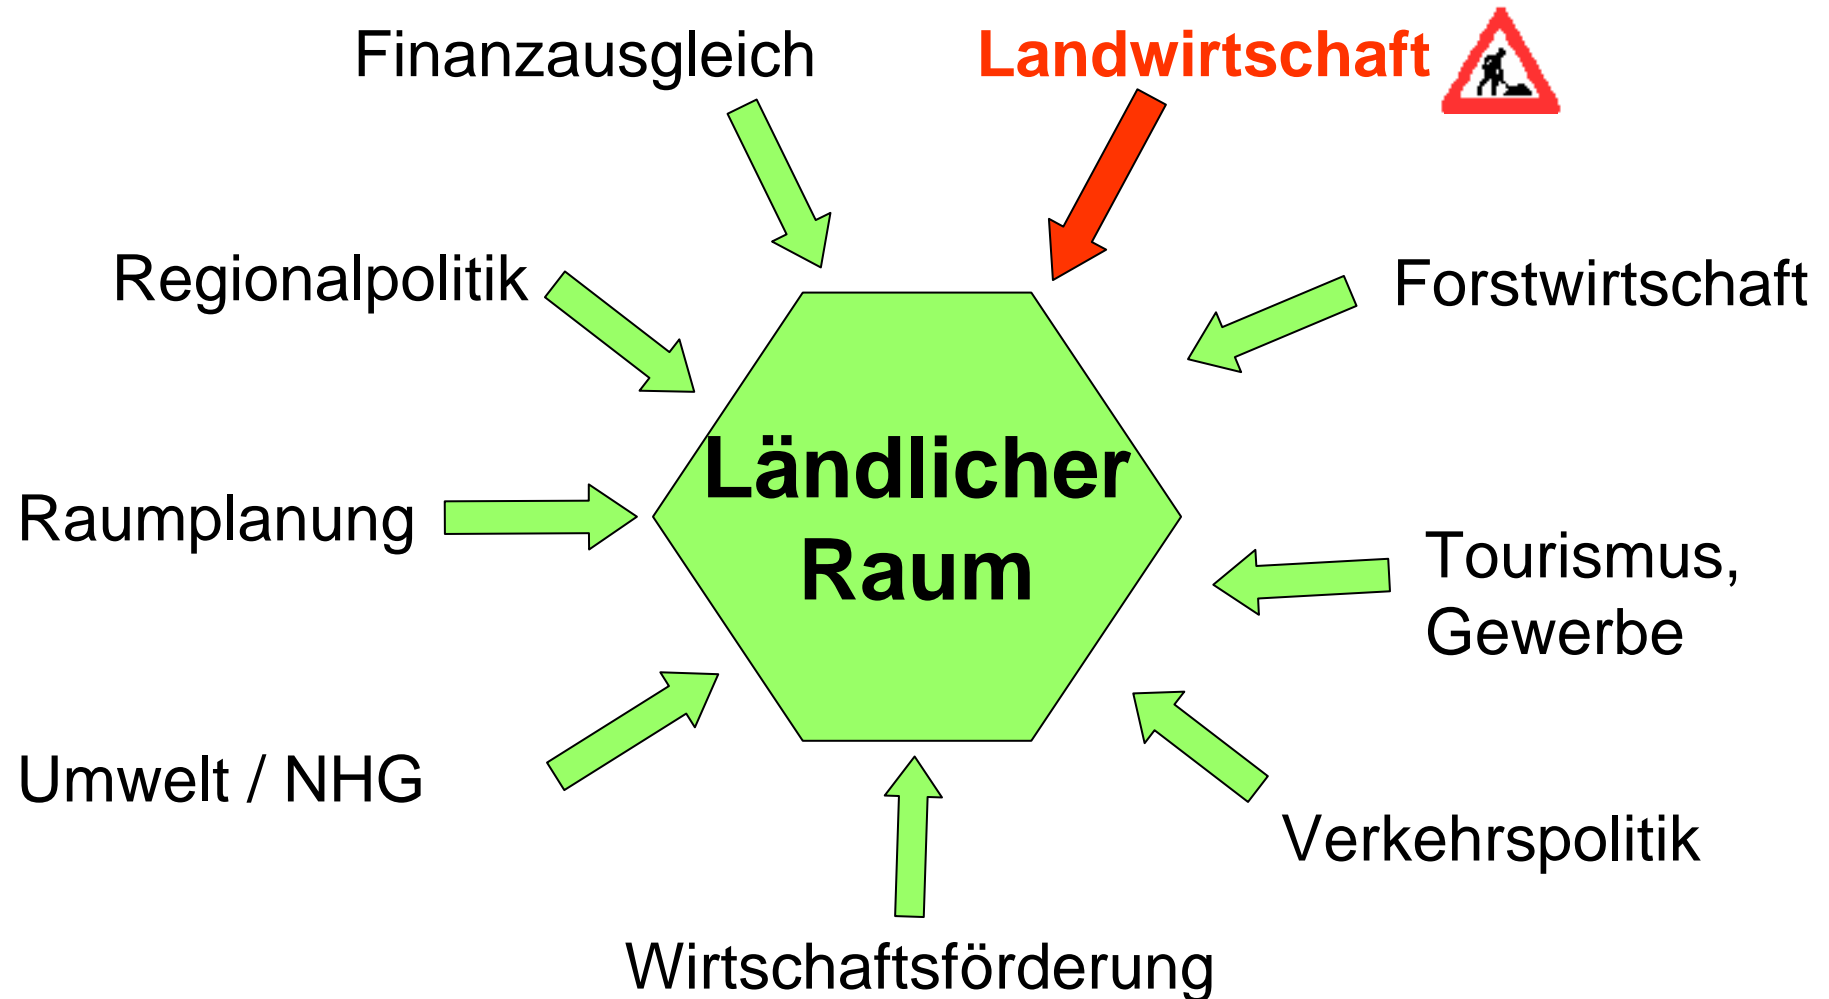 Finanzausgleich
Landwirtschaft
Regionalpolitik
Forstwirtschaft
Ländlicher
Raum
Raumplanung
Tourismus,
Gewerbe
Umwelt / NHG
Verkehrspolitik
Wirtschaftsförderung